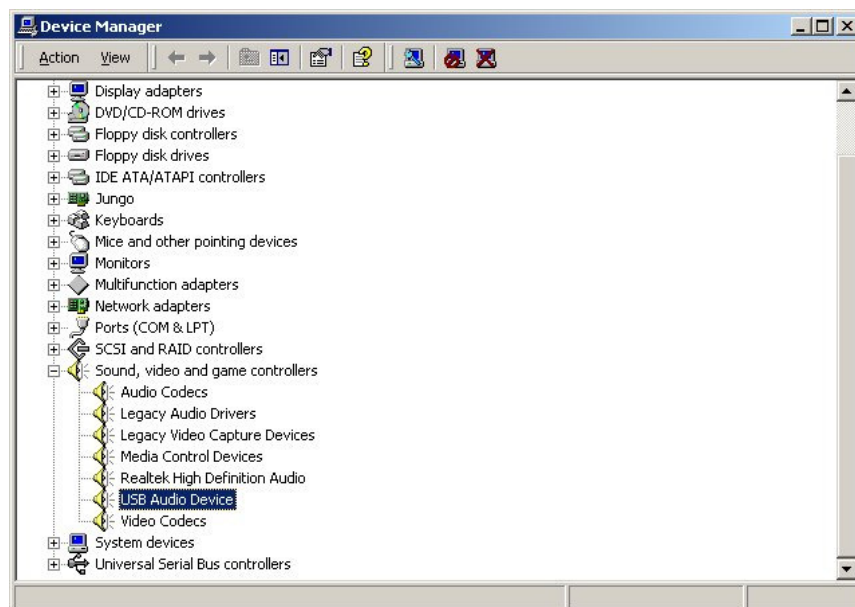 Device Manager
Action View
Display adapters
DVD/CD-ROM drives
Floppy disk controllers
Floppy disk drives
IDE ATA/ATAPI controllers
Jungo
Keyboards
Mice and other pointing devices
Monitors
Multifunction adapters
Network adapters
Ports (COM & LPT)
SCSI and RAID controllers
Sound, video and game controllers
Audio Codecs
Legacy Audio Drivers
Legacy Video Capture Devices
Media Control Devices
Realtek High Definition Audio
USB Audio Device
Video Codecs
System devices
Universal Serial Bus controllers